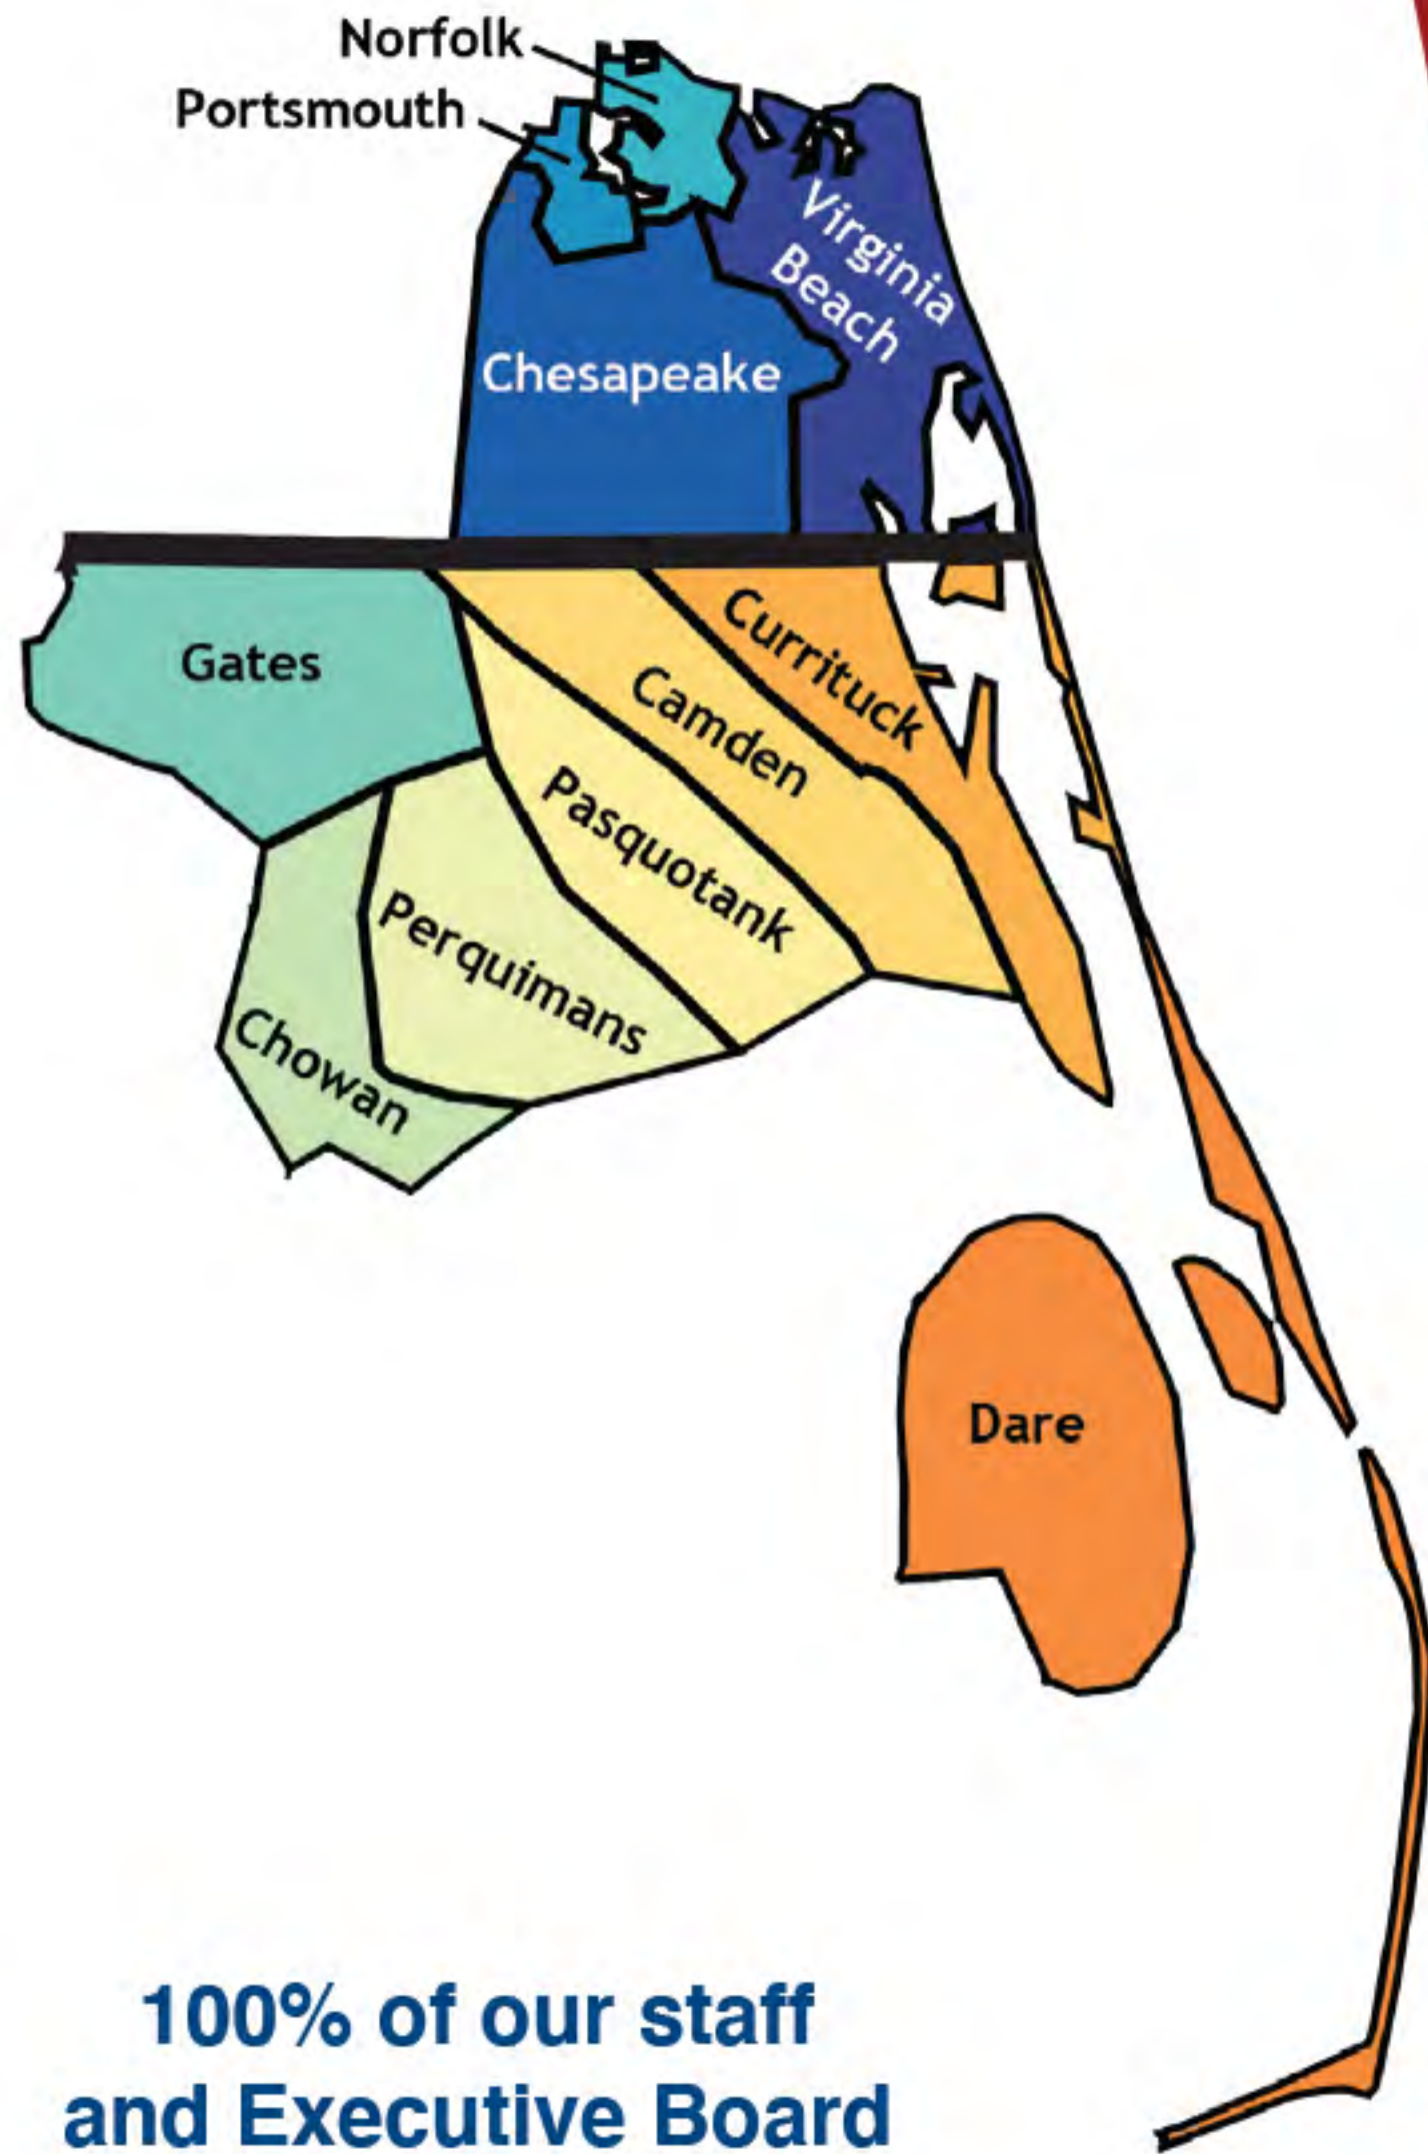 Norfolk
Portsmouth
Virginia
Beach
Chesapeake
Gates
Currituck
Camden
Pasquotank
Perquimans
Chowan
Dare
100% of our staff
and Executive Board